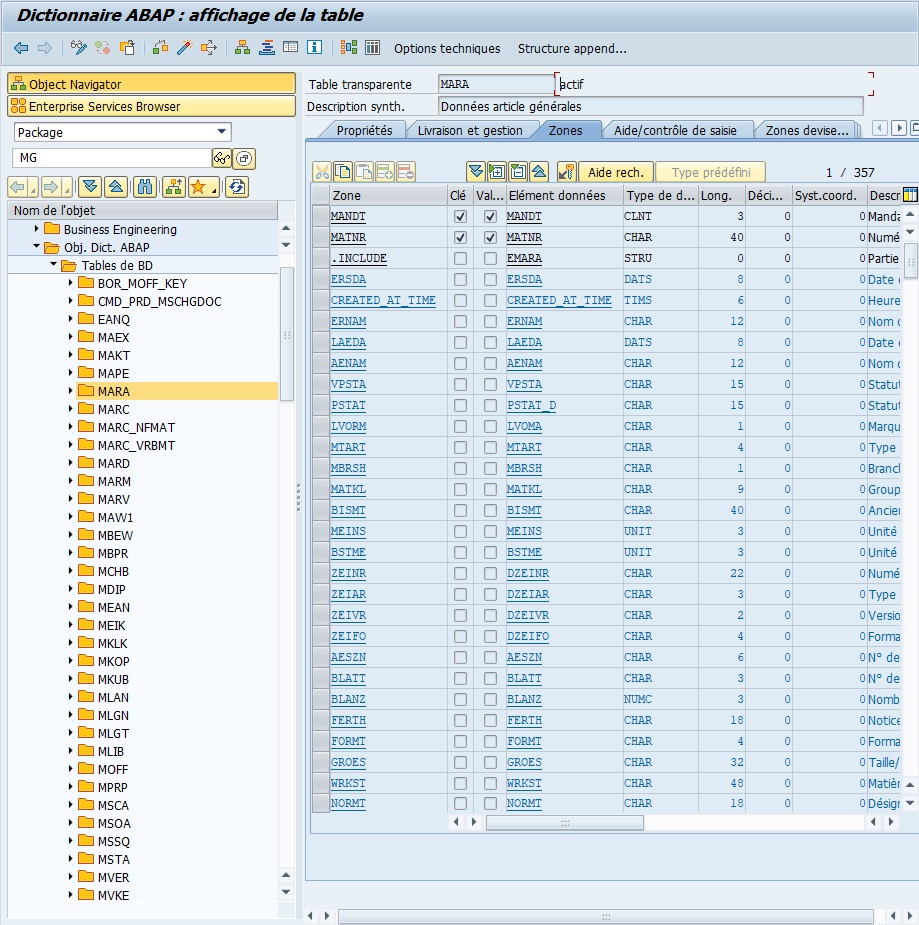 Dictionnaire ABAP : affichage de la table
Options techniques Structure append...
Object Navigator
Enterprise Services Browser
Package
MG
Nom de l'objet
Business Engineering
Obj. Dict. ABAP
Tables de BD
BOR_MOFF_KEY
CMD_PRD_MSCHGDOC
EANQ
MAEX
MAKT
MAPE
MARA
MARC
MARC_NFMAT
MARC_VRBMT
MARD
MARM
MARV
MAW1
MBEW
MBPR
MCHB
MDIP
MEAN
MEIK
MKLK
MKOP
MKUB
MLAN
MLGN
MLGT
MLIB
MOFF
MPRP
MSCA
MSOA
MSSQ
MSTA
MVER
MVKE
Table transparente MARA actif
Description synth. Données article générales
Propriétés Livraison et gestion Zones Aide/contrôle de saisie Zones devise...
Aide rech. Type prédéfini 1 / 357
Zone Clé Val... Elément données Type de d... Long. Déci... Syst.coord. Descr
MANDT MANDT CLNT 3 0 0 Manda
MATNR MATNR CHAR 40 0 0 Numé
.INCLUDE EMARA STRU 0 0 0 Partie
ERSDA ERSDA DATS 8 0 0 Date
CREATED_AT_TIME CREATED_AT_TIME TIMS 6 0 0 Heure
ERNAM ERNAM CHAR 12 0 0 Nom
LAEDA LAEDA DATS 8 0 0 Date
AENAM AENAM CHAR 12 0 0 Nom
VPSTA VPSTA CHAR 15 0 0 Statut
PSTAT PSTAT_D CHAR 15 0 0 Statut
LVORM LVOMA CHAR 1 0 0 Marqu
MTART MTART CHAR 4 0 0 Type
MBRSH MBRSH CHAR 1 0 0 Branch
MATKL MATKL CHAR 9 0 0 Group
BISMT BISMT CHAR 40 0 0 Ancien
MEINS MEINS UNIT 3 0 0 Unité
BSTME BSTME UNIT 3 0 0 Unité
ZEINR DZEINR CHAR 22 0 0 Numé
ZEIAR DZEIAR CHAR 3 0 0 Type
ZEIVR DZEIVR CHAR 2 0 0 Versio
ZEIFO DZEIFO CHAR 4 0 0 Forma
AESZN AESZN CHAR 6 0 0 N° de
BLATT BLATT CHAR 3 0 0 N° de
BLANZ BLANZ NUMC 3 0 0 Nomb
FERTH FERTH CHAR 18 0 0 Notice
FORMT FORMT CHAR 4 0 0 Forma
GROES GROES CHAR 32 0 0 Taille/
WRKST WRKST CHAR 48 0 0 Matièr
NORMT NORMT CHAR 18 0 0 Désign